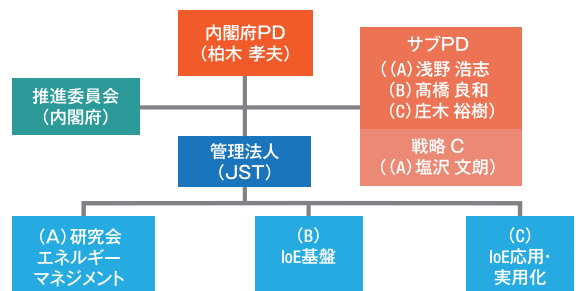 内閣府PD
(柏木 孝夫)
サブPD
((A)浅野 浩志
(B)髙橋 良和
(C)庄木 裕樹)
推進委員会
(内閣府)
戦略 C
((A)塩沢 文朗)
管理法人
(JST)
(A)研究会
エネルギー
マネジメント
(B)
IoE基盤
(C)
IoE応用・
実用化